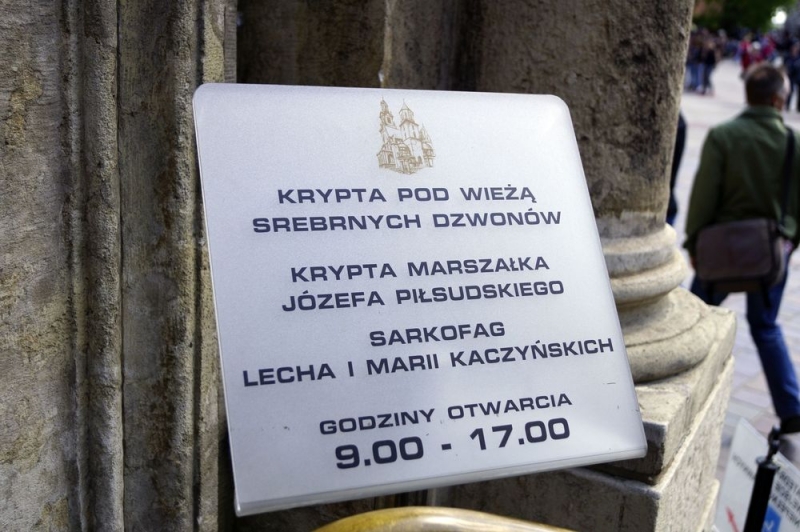 KRYPTA POD WIEŻĄ
SREBRNYCH DZWONÓW
KRYPTA MARSZAŁKA
JÓZEFA PIŁSUDSKIEGO
SARKOFAG
LECHA I MARII KACZYŃSKICH
GODZINY OTWARCIA
9.00 - 17.00